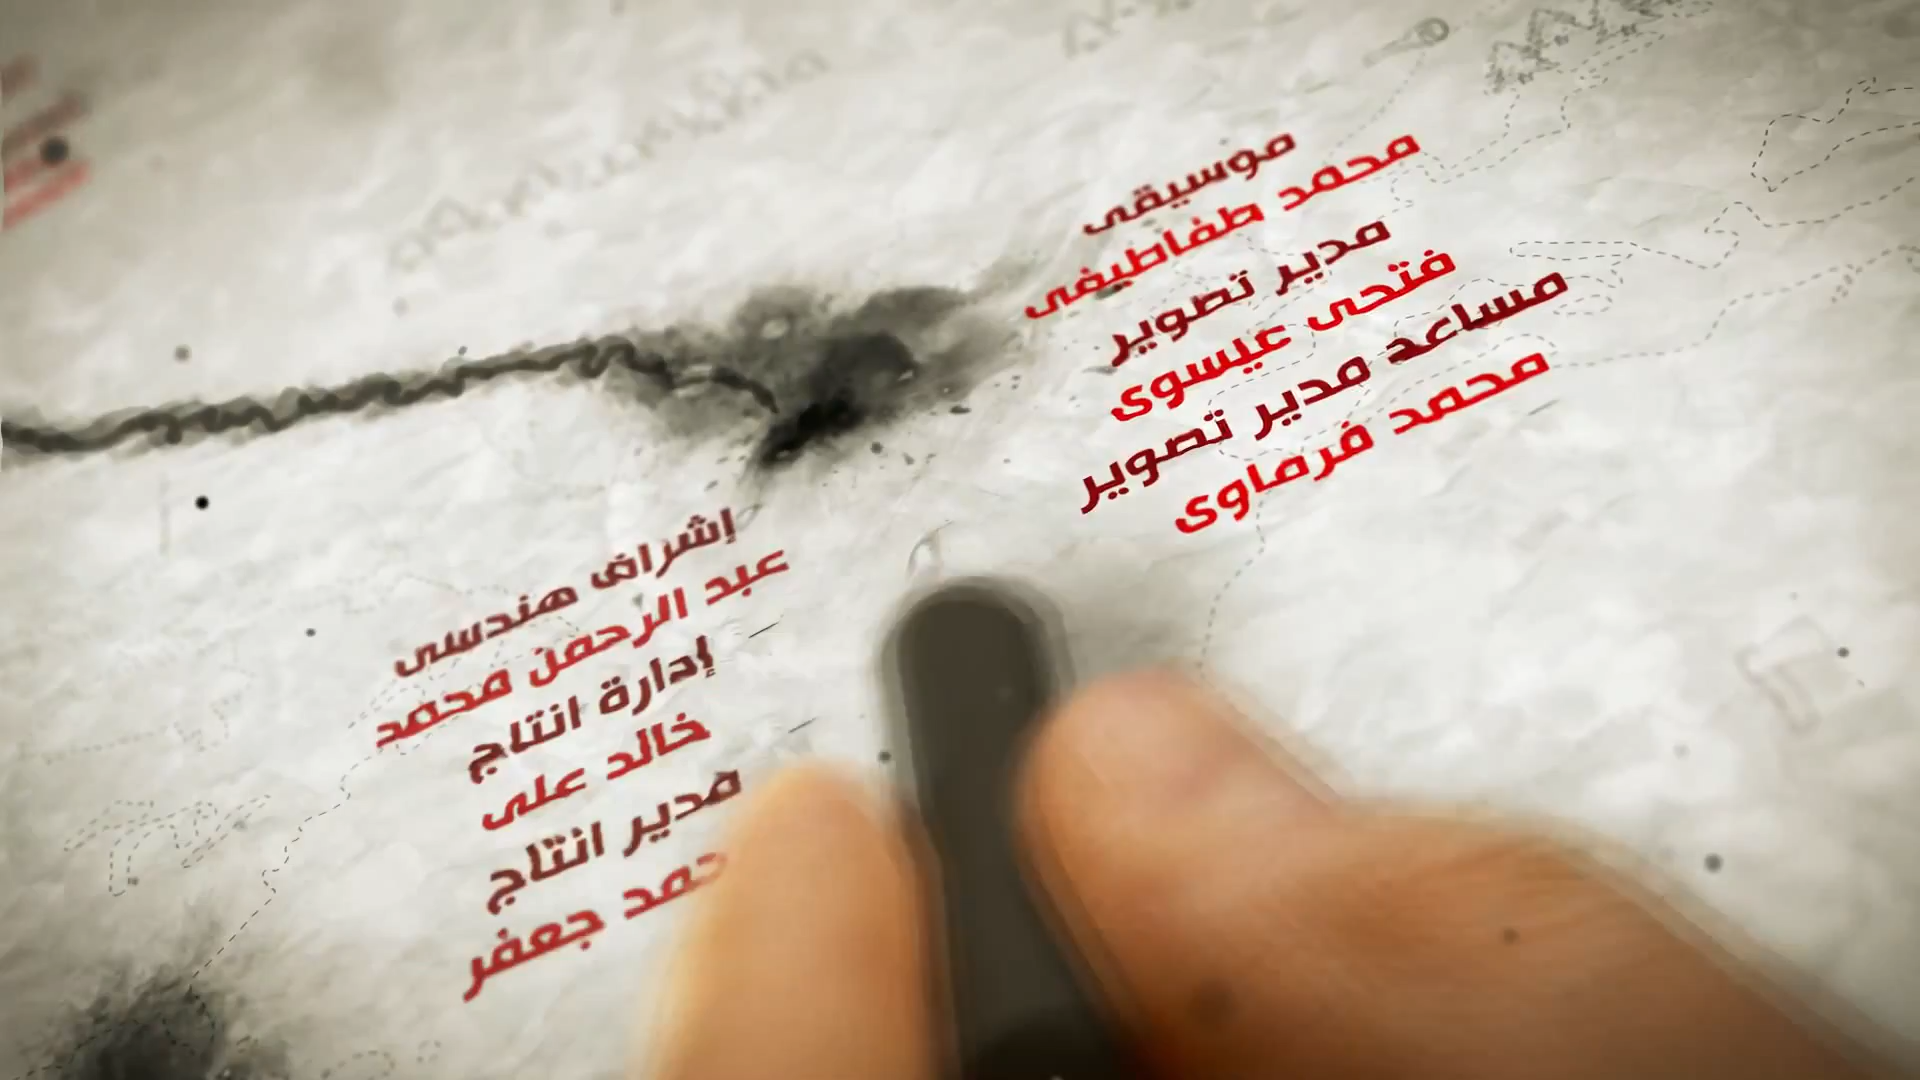 موسيقى
محمد طفاطيفى
مدير تصوير
فتحى عيسوى
مساعد مدير تصوير
محمد فرماوى
إشراف هندسى
عبد الرحمن محمد
إدارة انتاج
خالد على
مدير انتاج
جعفر